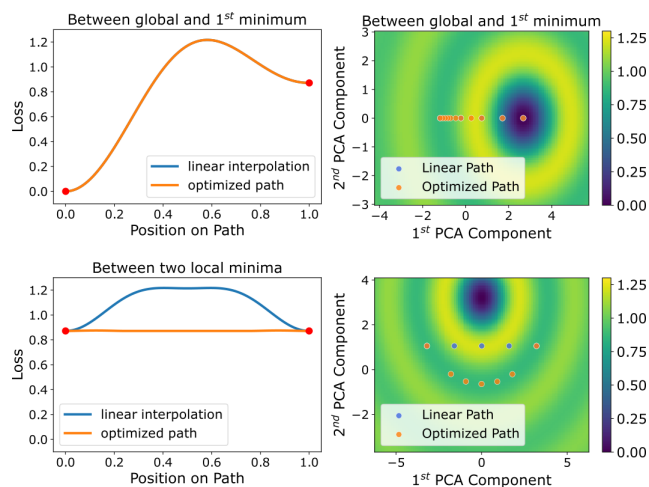 Between global and 1st minimum
1.2
1.0
0.8
0.6
0.4
0.2
0.0
Loss
linear interpolation
optimized path
0.0 0.2 0.4 0.6 0.8 1.0
Position on Path
Between global and 1st minimum
3
2
1
0
−1
−2
−3
2nd PCA Component
Linear Path
Optimized Path
−4 −2 0 2 4
1st PCA Component
1.25
1.00
0.75
0.50
0.25
0.00
Between two local minima
1.2
1.0
0.8
0.6
0.4
0.2
0.0
Loss
linear interpolation
optimized path
0.0 0.2 0.4 0.6 0.8 1.0
Position on Path
4
2
0
−2
2nd PCA Component
Linear Path
Optimized Path
−5 0 5
1st PCA Component
1.25
1.00
0.75
0.50
0.25
0.00